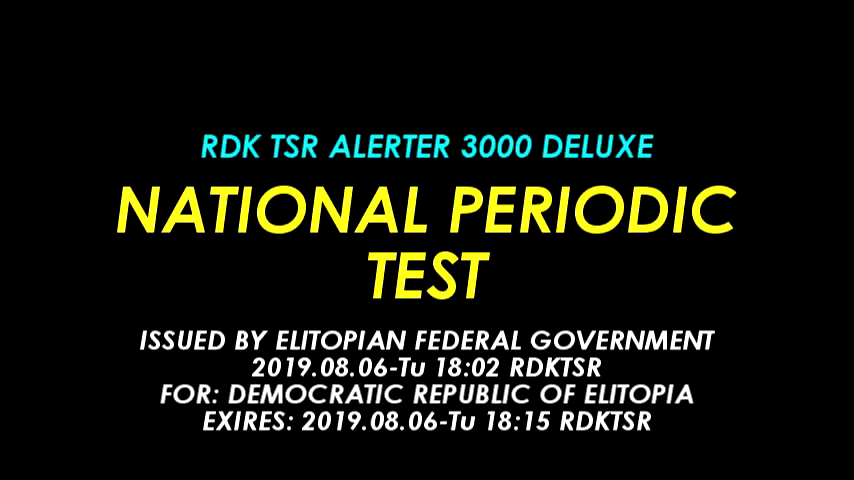 RDK TSR ALERTER 3000 DELUXE
NATIONAL PERIODIC
TEST
ISSUED BY ELITOPIAN FEDERAL GOVERNMENT
2019.08.06-Tu 18:02 RDKTSR
FOR: DEMOCRATIC REPUBLIC OF ELITOPIA
EXIRES: 2019.08.06-Tu 18:15 RDKTSR